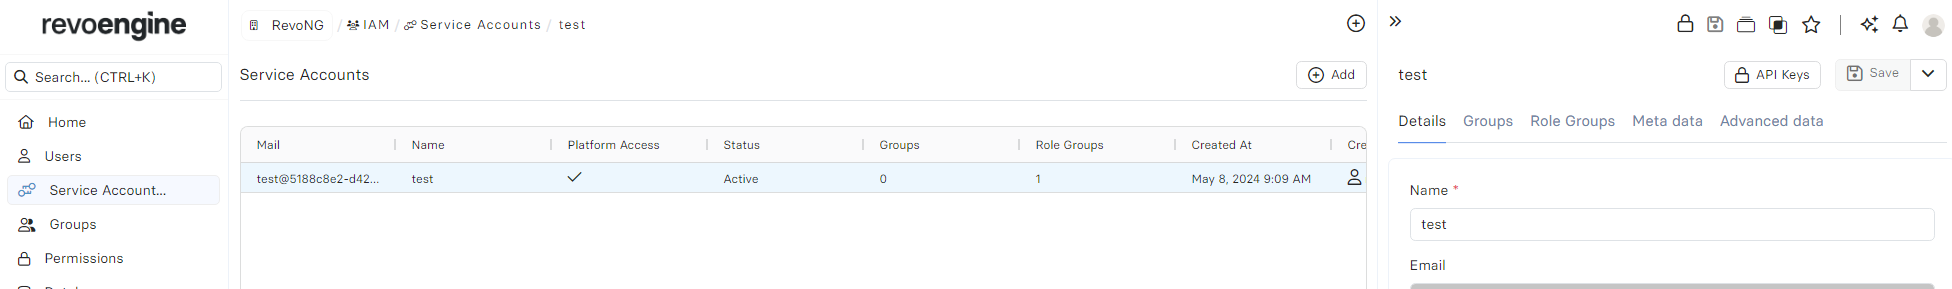 revoengine
Search... (CTRL+K)
Home
Users
Service Account...
Groups
Permissions
RevoNG / IAM / Service Accounts / test
Service Accounts
Add
Mail Name Platform Access Status Groups Role Groups Created At Cre
test@5188c8e2-d42... test Active 0 1 May 8, 2024 9:09 AM
test
API Keys
Save
Details Groups Role Groups Meta data Advanced data
Name *
test
Email